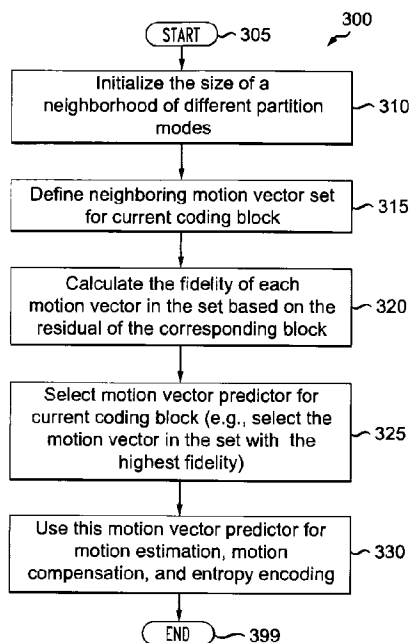 300
START
305
Initialize the size of a
neighborhood of different partition
modes
310
Define neighboring motion vector set
for current coding block
315
Calculate the fidelity of each
motion vector in the set based on the
residual of the corresponding block
320
Select motion vector predictor for
current coding block (e.g., select the
motion vector in the set with the
highest fidelity)
325
Use this motion vector predictor for
motion estimation, motion
compensation, and entropy encoding
330
END
399